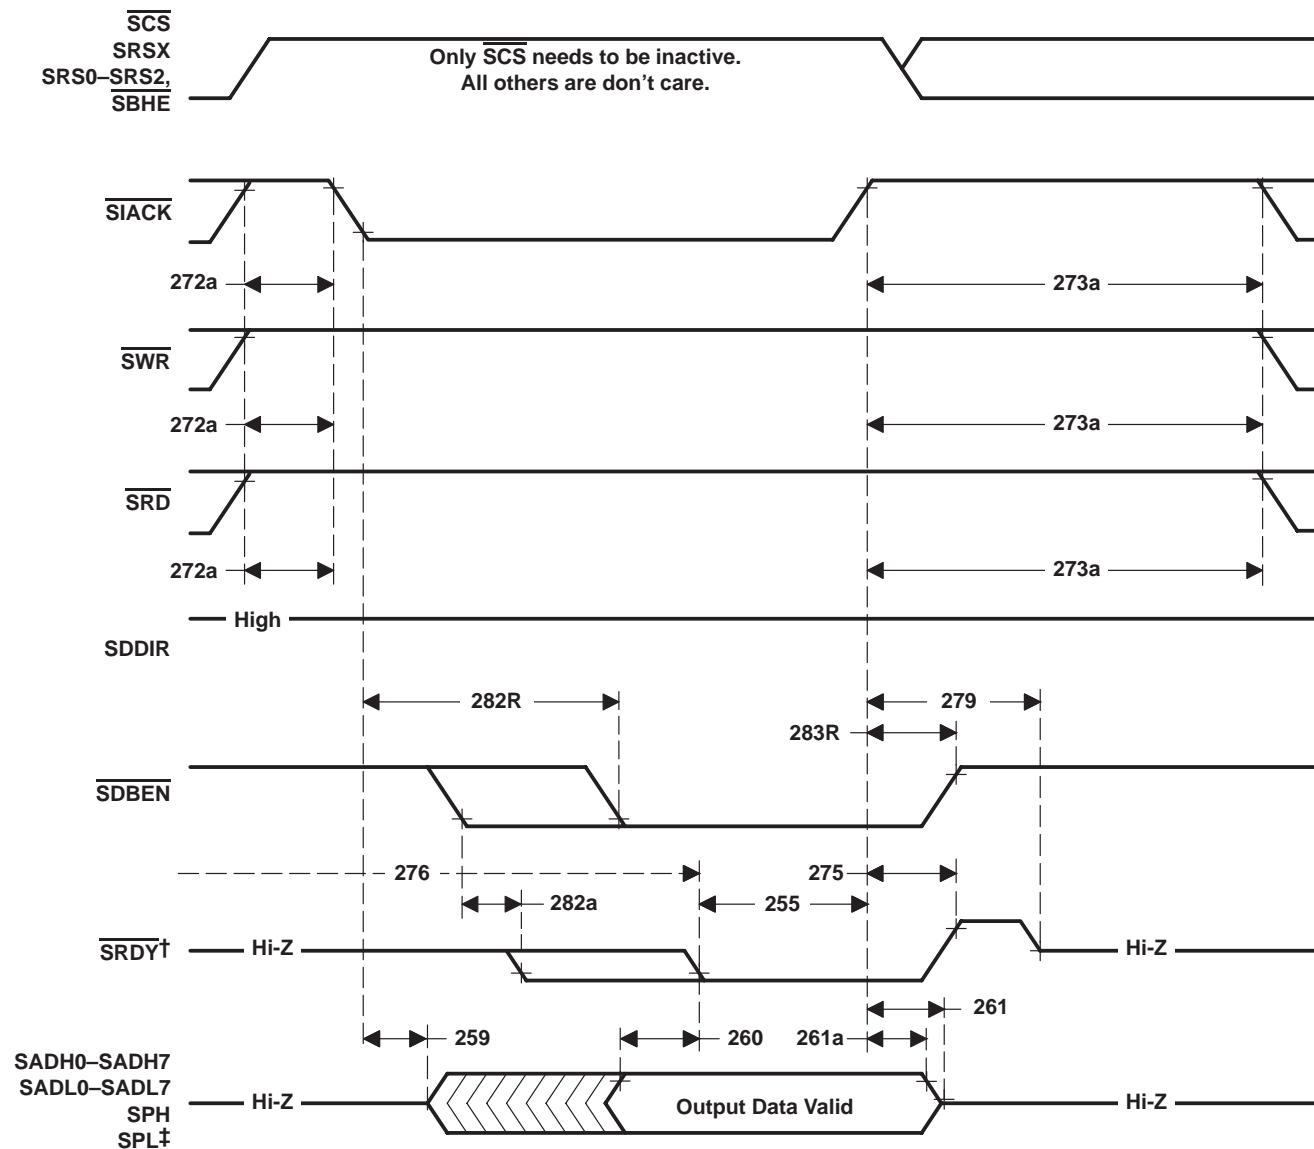 SCS
SRSX
SRS0–SRS2,
SBHE
Only SCS needs to be inactive.
All others are don't care.
SIACK
272a
273a
SWR
272a
273a
SRD
272a
273a
High
SDDIR
282R
279
283R
SDBEN
276
275
282a
255
SRDY†
Hi-Z
Hi-Z
261
259
260
261a
SADH0–SADH7
SADL0–SADL7
SPH
SPL‡
Hi-Z
Output Data Valid
Hi-Z